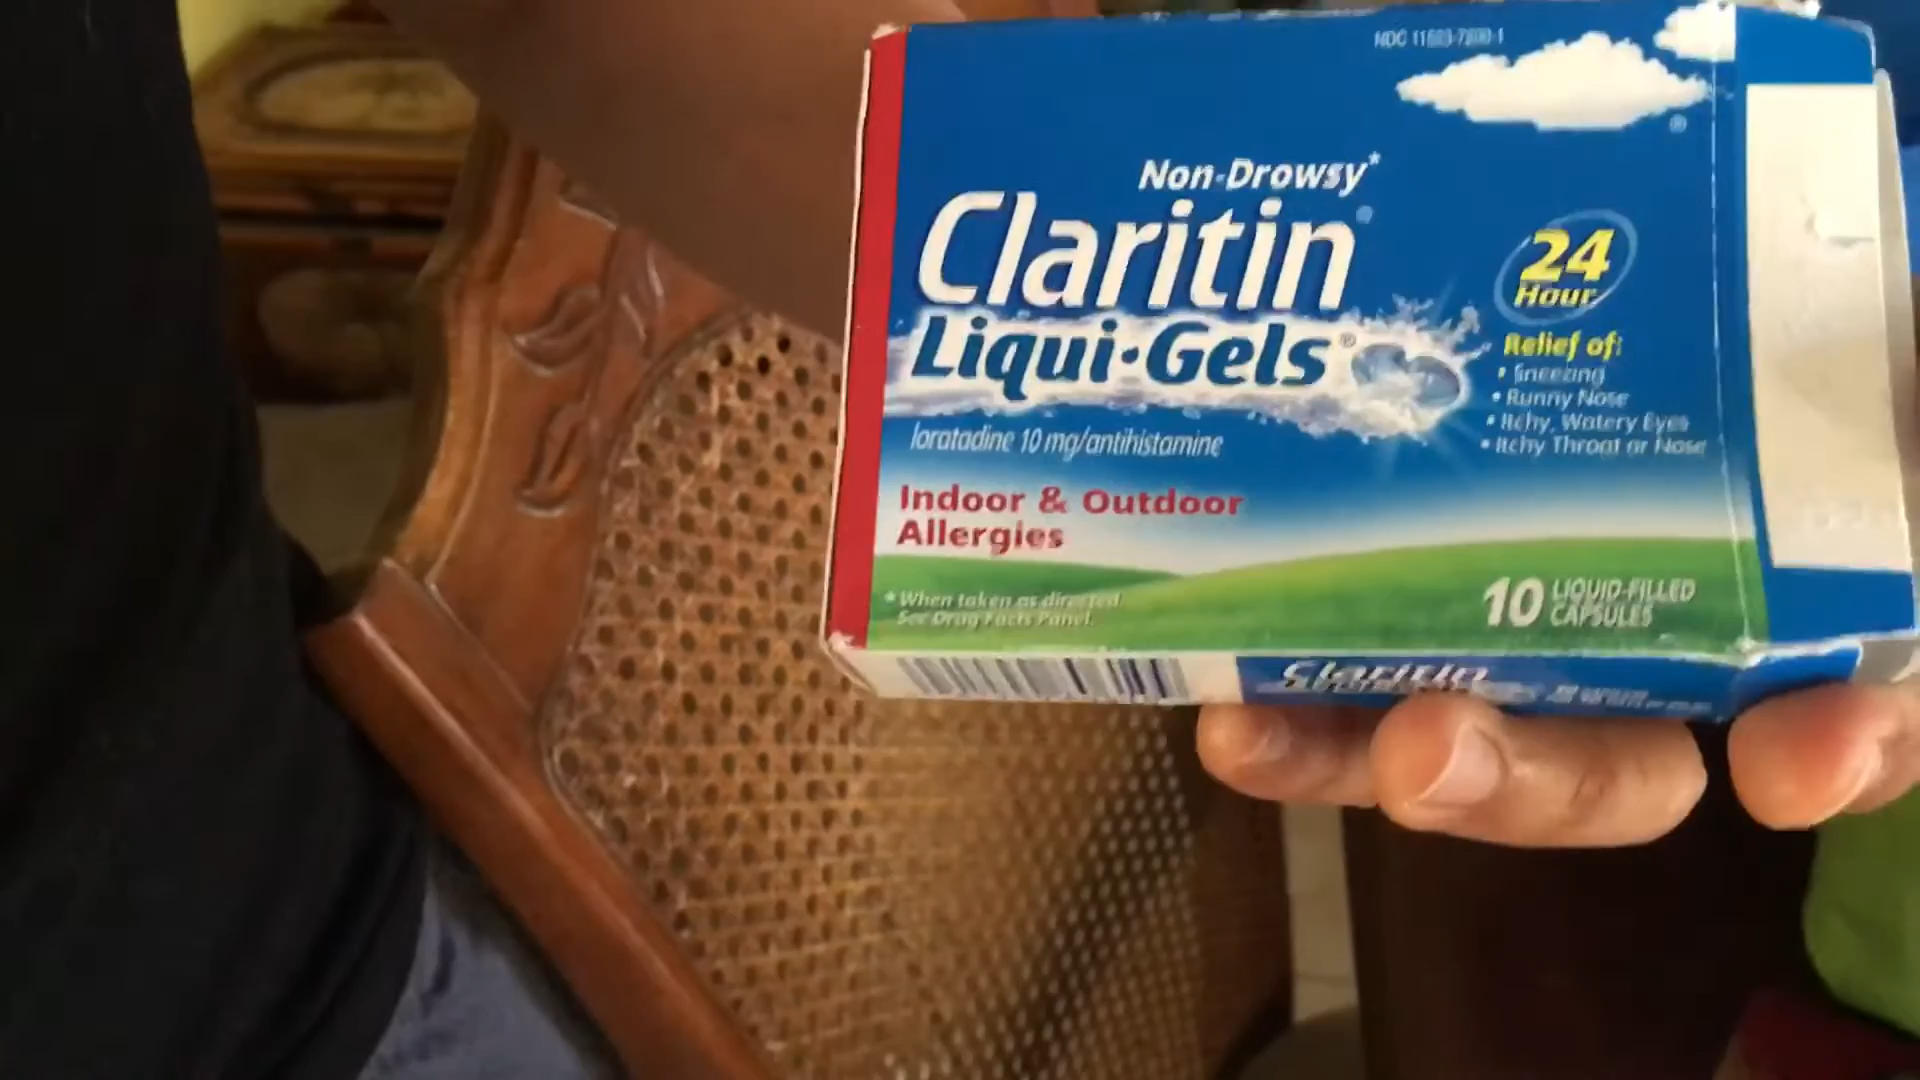 Non-Drowsy*
Claritin®
Liqui·Gels®
loratadine 10 mg/antihistamine
Indoor & Outdoor
Allergies
* When taken as directed
See Drug Facts Panel.
NDC
®
24
Hour
Relief of:
• Sneezing
• Runny Nose
• Itchy, Watery Eyes
• Itchy Throat or Nose
10 LIQUID-FILLED
CAPSULES
Claritin